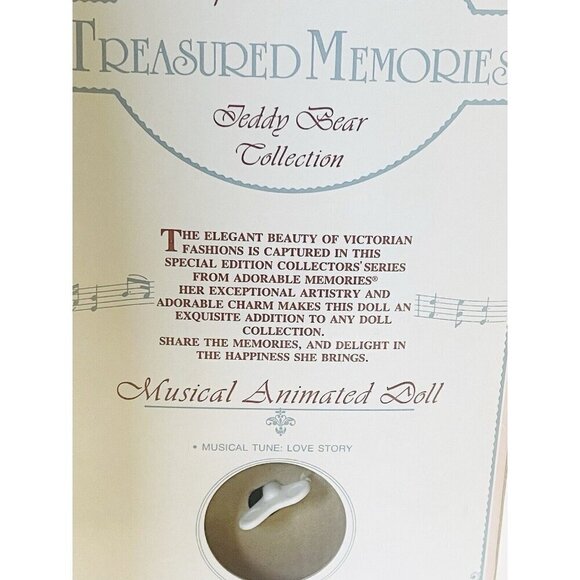 TREASURED MEMORIES
Teddy Bear
Collection
THE ELEGANT BEAUTY OF VICTORIAN
FASHIONS IS CAPTURED IN THIS
SPECIAL EDITION COLLECTORS' SERIES
FROM ADORABLE MEMORIES®
HER EXCEPTIONAL ARTISTRY AND
ADORABLE CHARM MAKES THIS DOLL AN
EXQUISITE ADDITION TO ANY DOLL
COLLECTION.
SHARE THE MEMORIES, AND DELIGHT IN
THE HAPPINESS SHE BRINGS.
Musical Animated Doll
• MUSICAL TUNE: LOVE STORY